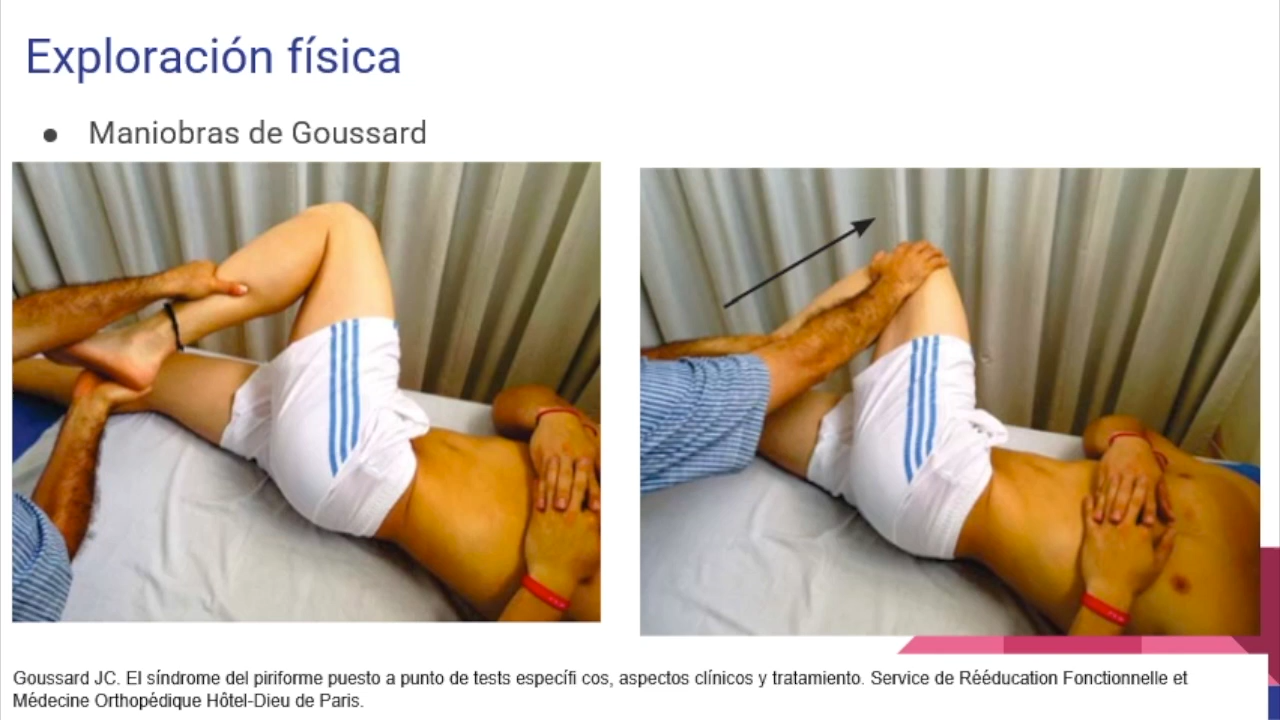 Exploración física
● Maniobras de Goussard
Goussard JC. El síndrome del piriforme puesto a punto de tests específi cos, aspectos clínicos y tratamiento. Service de Rééducation Fonctionnelle et
Médecine Orthopédique Hôtel-Dieu de Paris.